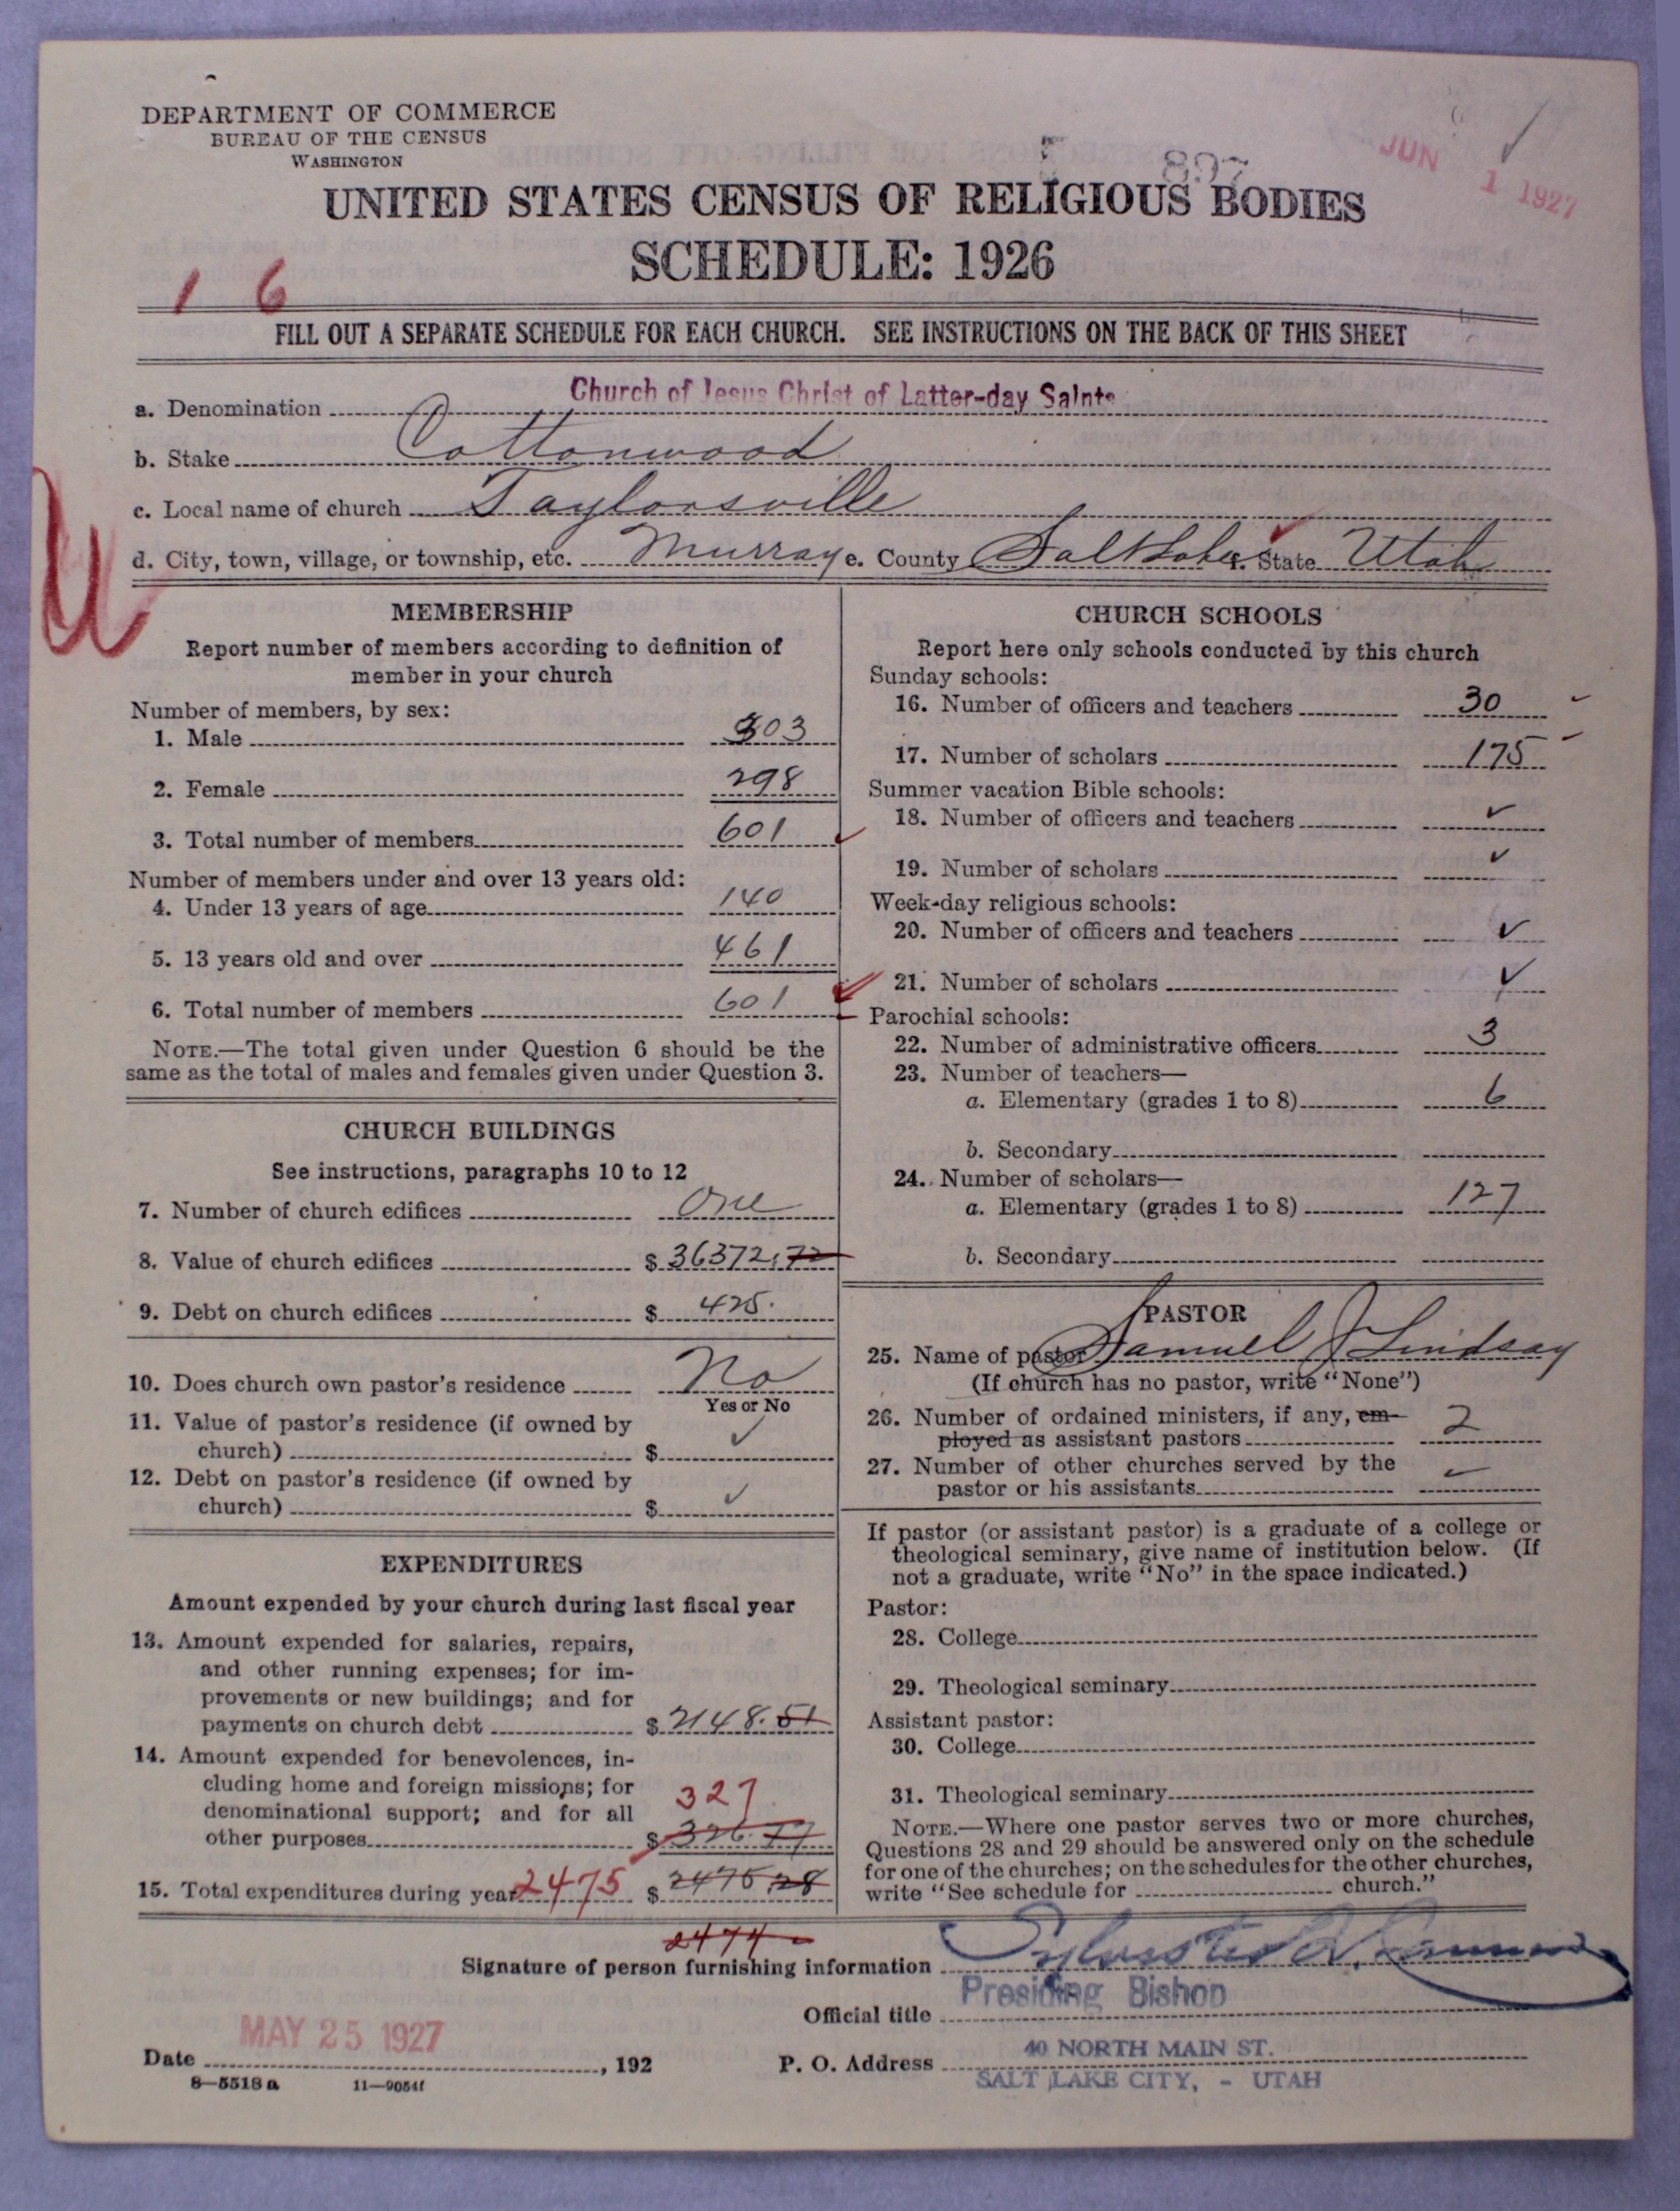 DEPARTMENT OF COMMERCE
BUREAU OF THE CENSUS
WASHINGTON
897
JUN 1 1927
UNITED STATES CENSUS OF RELIGIOUS BODIES
SCHEDULE: 1926
1 6
FILL OUT A SEPARATE SCHEDULE FOR EACH CHURCH. SEE INSTRUCTIONS ON THE BACK OF THIS SHEET
a. Denomination Church of Jesus Christ of Latter-day Saints
b. Stake Cottonwood
c. Local name of church Taylorsville
d. City, town, village, or township, etc. Murray e. County Salt Lake f. State Utah
MEMBERSHIP
Report number of members according to definition of
member in your church
Number of members, by sex:
1. Male 303
2. Female 298
3. Total number of members 601
Number of members under and over 13 years old:
4. Under 13 years of age 140
5. 13 years old and over 461
6. Total number of members 601
NOTE.—The total given under Question 6 should be the
same as the total of males and females given under Question 3.
CHURCH BUILDINGS
See instructions, paragraphs 10 to 12
7. Number of church edifices One
8. Value of church edifices $ 36372.72
9. Debt on church edifices $ 425.
10. Does church own pastor's residence No
Yes or No
11. Value of pastor's residence (if owned by
church) $ ✓
12. Debt on pastor's residence (if owned by
church) $ ✓
EXPENDITURES
Amount expended by your church during last fiscal year
13. Amount expended for salaries, repairs,
and other running expenses; for im-
provements or new buildings; and for
payments on church debt $ 2148.51
14. Amount expended for benevolences, in-
cluding home and foreign missions; for
denominational support; and for all
327
other purposes $ 326.77
15. Total expenditures during year 2475 $ 2475.28
2474
CHURCH SCHOOLS
Report here only schools conducted by this church
Sunday schools:
16. Number of officers and teachers 30
17. Number of scholars 175
Summer vacation Bible schools:
18. Number of officers and teachers ✓
19. Number of scholars ✓
Week-day religious schools:
20. Number of officers and teachers ✓
21. Number of scholars ✓
Parochial schools:
22. Number of administrative officers 3
23. Number of teachers—
a. Elementary (grades 1 to 8) 6
b. Secondary
24. Number of scholars—
a. Elementary (grades 1 to 8) 127
b. Secondary
PASTOR
25. Name of pastor Samuel J Lindsay
(If church has no pastor, write "None")
26. Number of ordained ministers, if any, em-
ployed as assistant pastors 2
27. Number of other churches served by the
pastor or his assistants ✓
If pastor (or assistant pastor) is a graduate of a college or
theological seminary, give name of institution below. (If
not a graduate, write "No" in the space indicated.)
Pastor:
28. College
29. Theological seminary
Assistant pastor:
30. College
31. Theological seminary
NOTE.—Where one pastor serves two or more churches,
Questions 28 and 29 should be answered only on the schedule
for one of the churches; on the schedules for the other churches,
write "See schedule for church."
Signature of person furnishing information Sylvester Q. Cannon
Official title Presiding Bishop
Date MAY 25 1927 , 192
P. O. Address 40 NORTH MAIN ST.
SALT LAKE CITY, - UTAH
8—5518 a 11—9054f